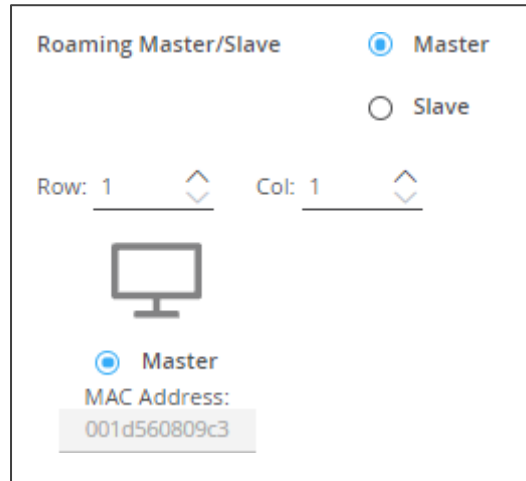 Roaming Master/Slave
Master
Slave
Row: 1 Col: 1
Master
MAC Address:
001d560809c3